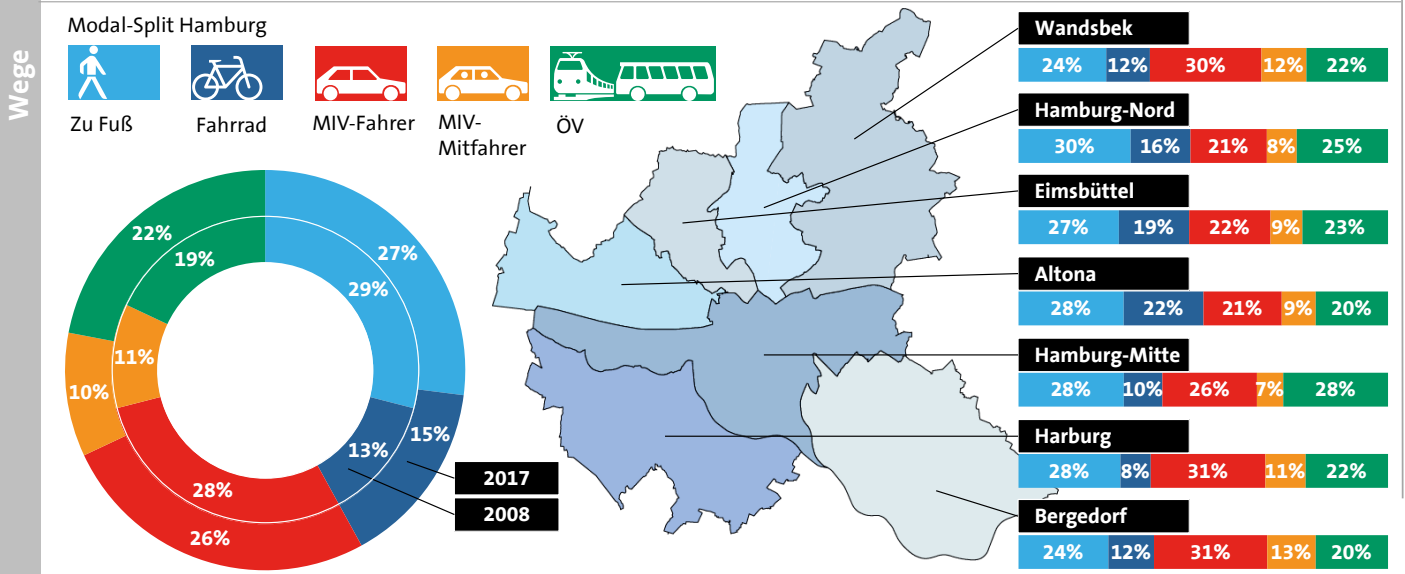 Wege
Modal-Split Hamburg
Zu Fuß
Fahrrad
MIV-Fahrer
MIV-
Mitfahrer
ÖV
22%
19%
27%
29%
11%
10%
13%
15%
28%
26%
2017
2008
Wandsbek
24% 12% 30% 12% 22%
Hamburg-Nord
30% 16% 21% 8% 25%
Eimsbüttel
27% 19% 22% 9% 23%
Altona
28% 22% 21% 9% 20%
Hamburg-Mitte
28% 10% 26% 7% 28%
Harburg
28% 8% 31% 11% 22%
Bergedorf
24% 12% 31% 13% 20%